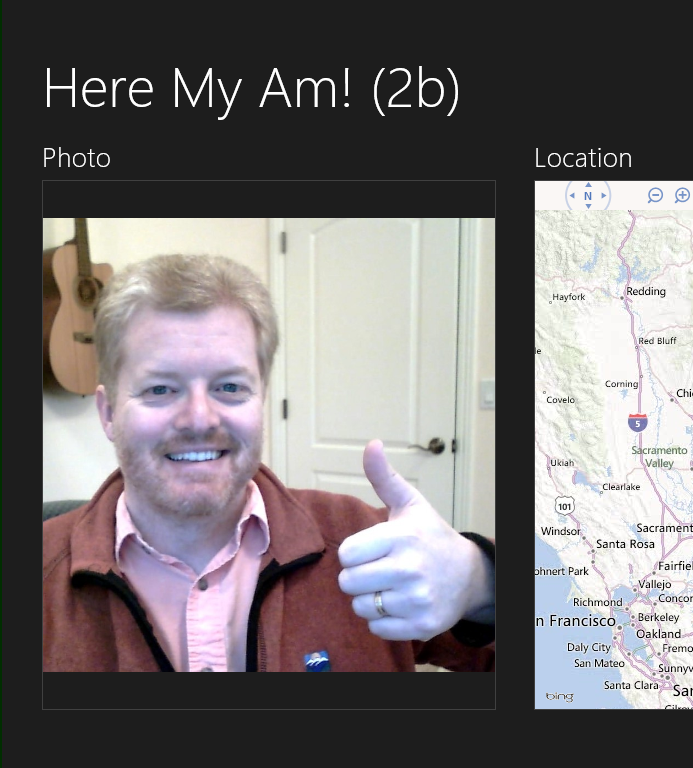 Here My Am! (2b)
Photo
Location
N
Redding
Hayfork
Red Bluff
Corning
Covelo
5
Sacramento
Valley
Ukiah
Clearlake
101
Windsor
Sacrament
Santa Rosa
ohnert Park
Fairfie
Vallejo
Richmond
Concor
n Francisco
Berkeley
Oakland
Daly City
Fremo
San Mateo
Sunnyv
Santa Clara
San
bing